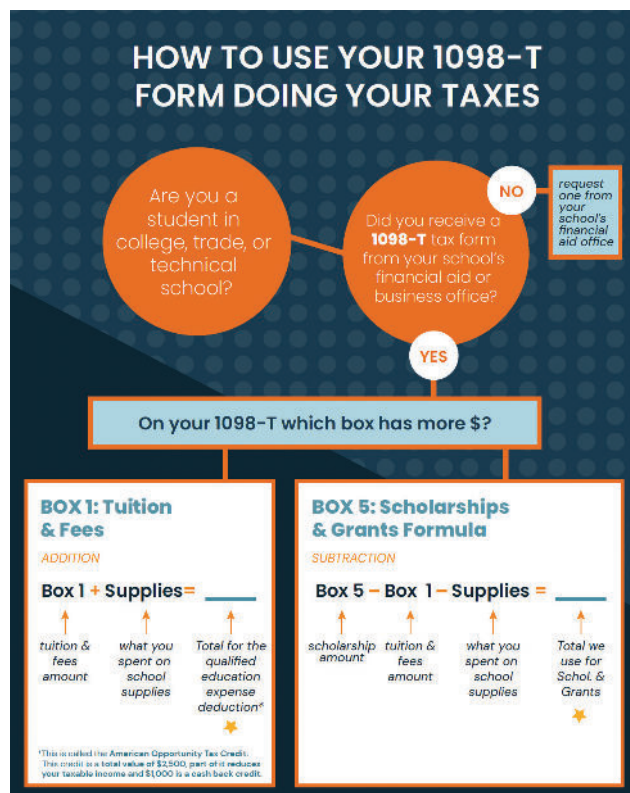 HOW TO USE YOUR 1098-T
FORM DOING YOUR TAXES
Are you a
student in
college, trade, or
technical
school?
Did you receive a
1098-T tax form
from your school's
financial aid or
business office?
NO
request
one from
your
school's
financial
aid office
YES
On your 1098-T which box has more $?
BOX 1: Tuition
& Fees
ADDITION
Box 1 + Supplies= ____
tuition &
fees
amount
what you
spent on
school
supplies
Total for the
qualified
education
expense
deduction*
*This is called the American Opportunity Tax Credit.
This credit is a total value of $2,500, part of it reduces
your taxable income and $1,000 is a cash back credit.
BOX 5: Scholarships
& Grants Formula
SUBTRACTION
Box 5 – Box 1 – Supplies = ____
scholarship
amount
tuition &
fees
amount
what you
spent on
school
supplies
Total we
use for
Schol. &
Grants